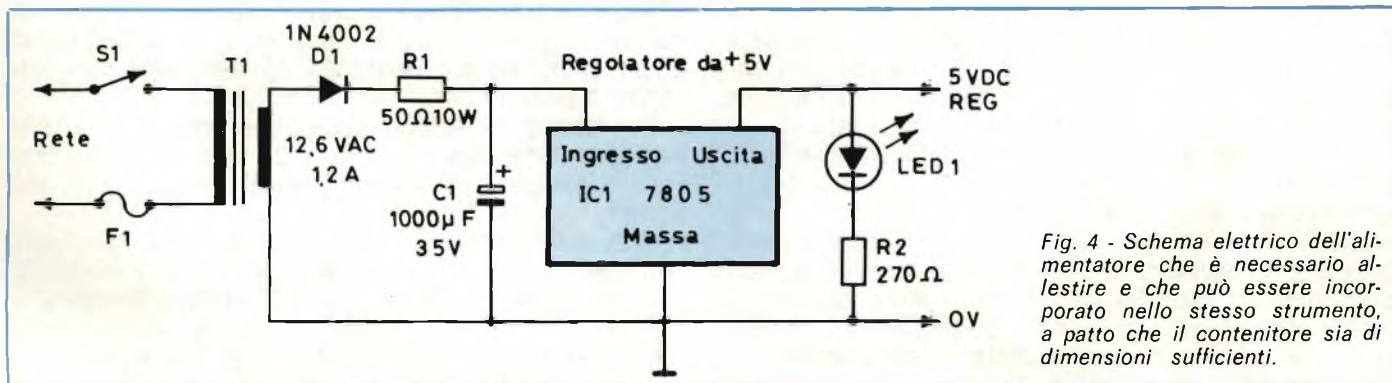 S1
T1
1N4002
D1
R1
50Ω10W
Regolatore da+5V
5VDC
REG
Rete
12,6 VAC
1,2 A
F1
+
C1
1000μF
35V
Ingresso Uscita
IC1 7805
Massa
LED1
R2
270Ω
0V
Fig. 4 - Schema elettrico dell'ali-
mentatore che è necessario al-
lestire e che può essere incor-
porato nello stesso strumento,
a patto che il contenitore sia di
dimensioni sufficienti.